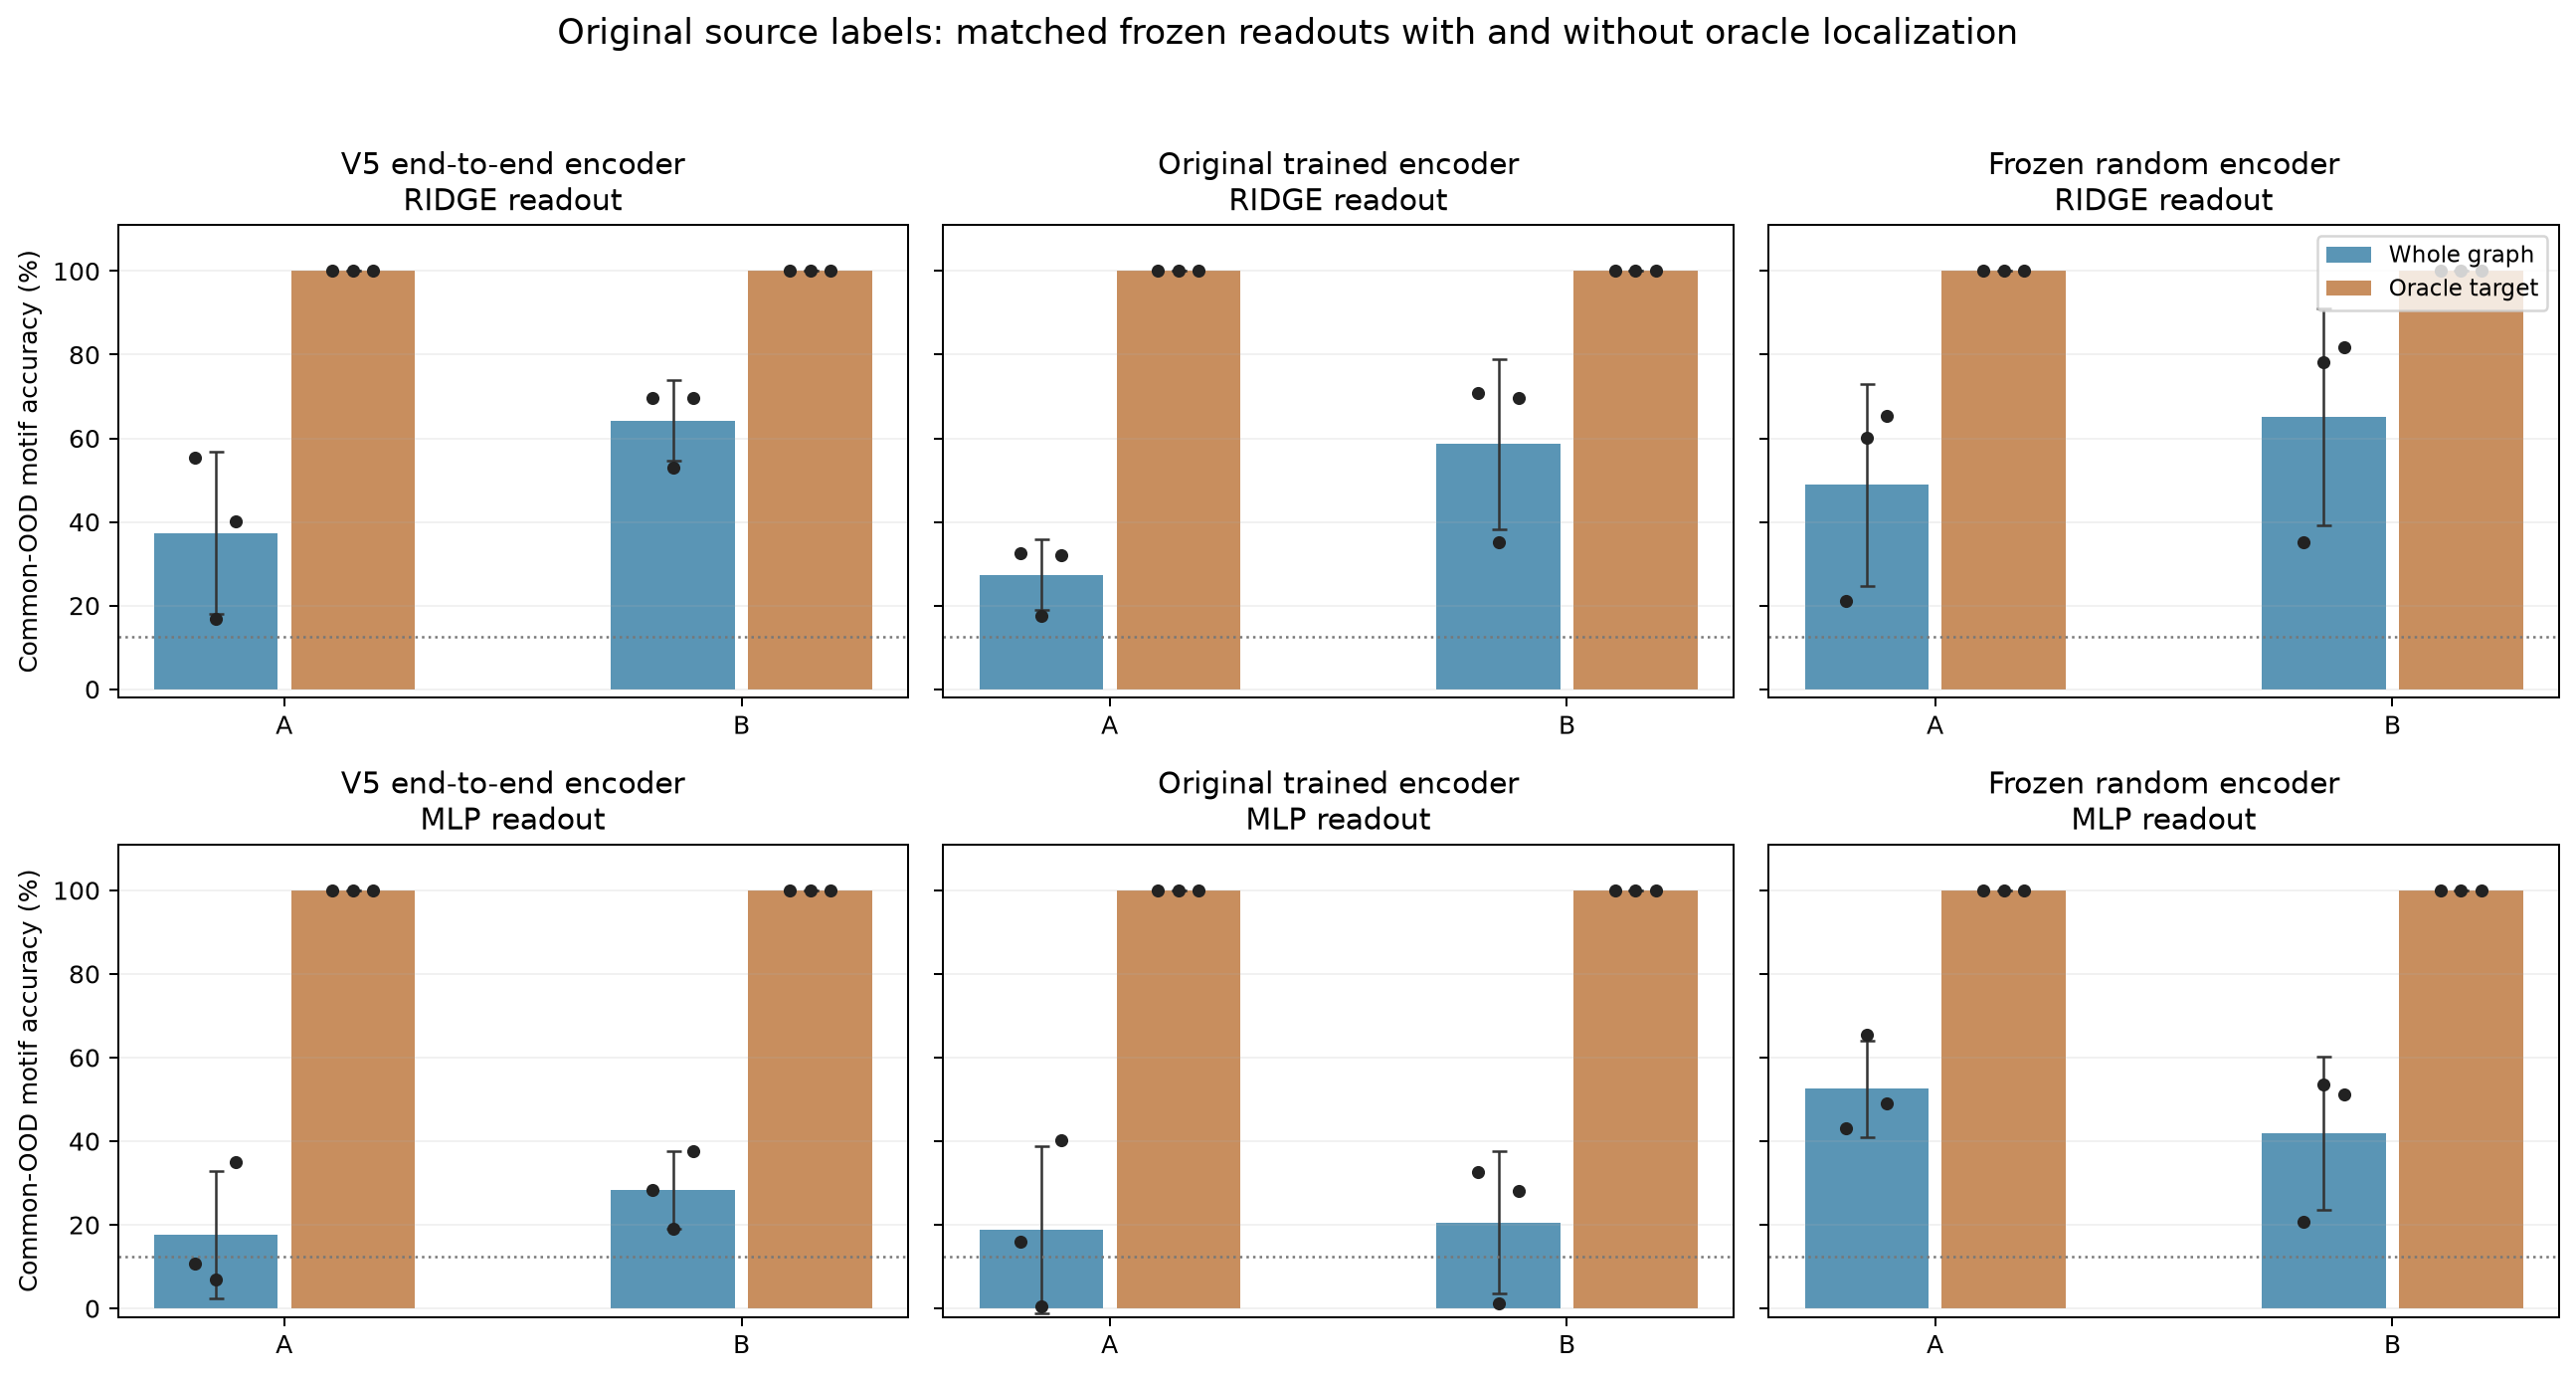 Original source labels: matched frozen readouts with and without oracle localization
V5 end-to-end encoder
RIDGE readout
Original trained encoder
RIDGE readout
Frozen random encoder
RIDGE readout
Common-OOD motif accuracy (%)
100
80
60
40
20
0
A
B
A
B
Whole graph
Oracle target
A
B
V5 end-to-end encoder
MLP readout
Original trained encoder
MLP readout
Frozen random encoder
MLP readout
Common-OOD motif accuracy (%)
100
80
60
40
20
0
A
B
A
B
A
B